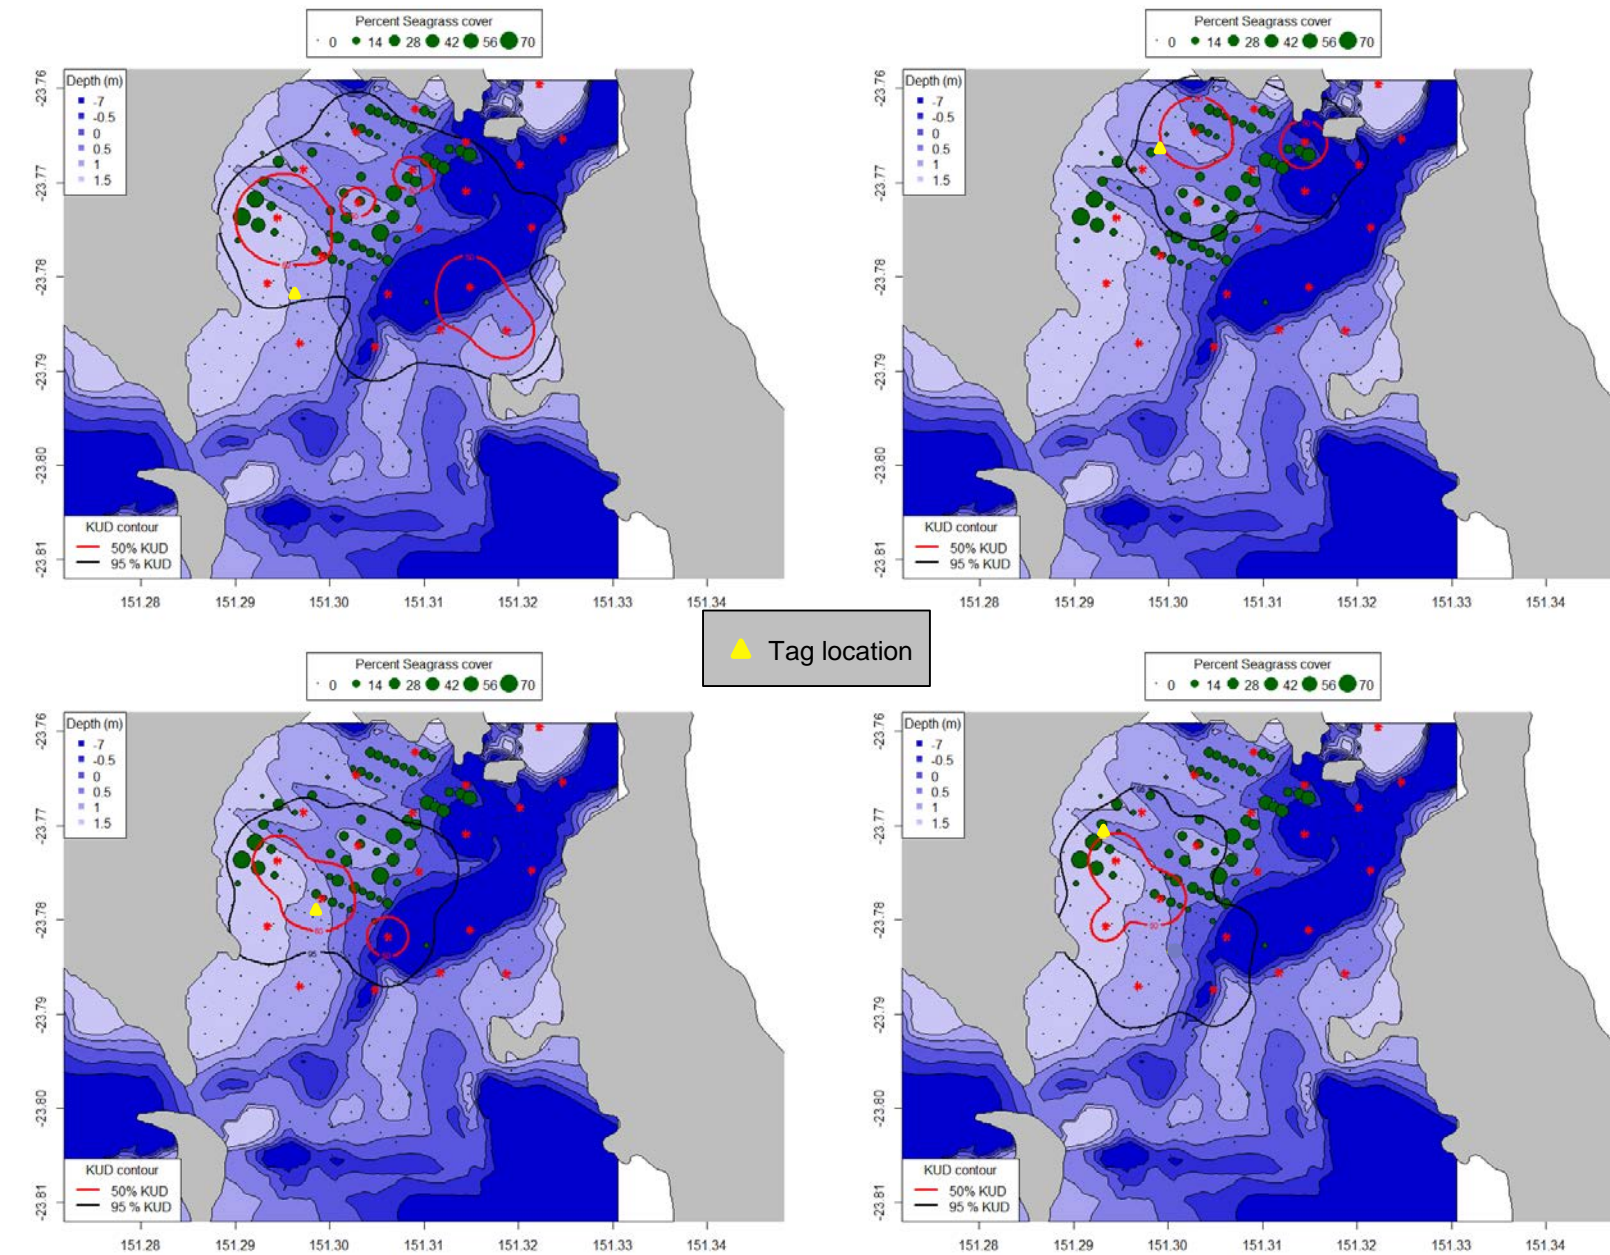 Percent Seagrass cover
0 14 28 42 56 70
Depth (m)
-7
-0.5
0
0.5
1
1.5
-23.76
-23.77
-23.78
-23.79
-23.80
-23.81
KUD contour
50% KUD
95 % KUD
151.28 151.29 151.30 151.31 151.32 151.33 151.34
Percent Seagrass cover
0 14 28 42 56 70
Depth (m)
-7
-0.5
0
0.5
1
1.5
-23.76
-23.77
-23.78
-23.79
-23.80
-23.81
KUD contour
50% KUD
95 % KUD
151.28 151.29 151.30 151.31 151.32 151.33 151.34
Tag location
Percent Seagrass cover
0 14 28 42 56 70
Depth (m)
-7
-0.5
0
0.5
1
1.5
-23.76
-23.77
-23.78
-23.79
-23.80
-23.81
KUD contour
50% KUD
95 % KUD
151.28 151.29 151.30 151.31 151.32 151.33 151.34
Percent Seagrass cover
0 14 28 42 56 70
Depth (m)
-7
-0.5
0
0.5
1
1.5
-23.76
-23.77
-23.78
-23.79
-23.80
-23.81
KUD contour
50% KUD
95 % KUD
151.28 151.29 151.30 151.31 151.32 151.33 151.34